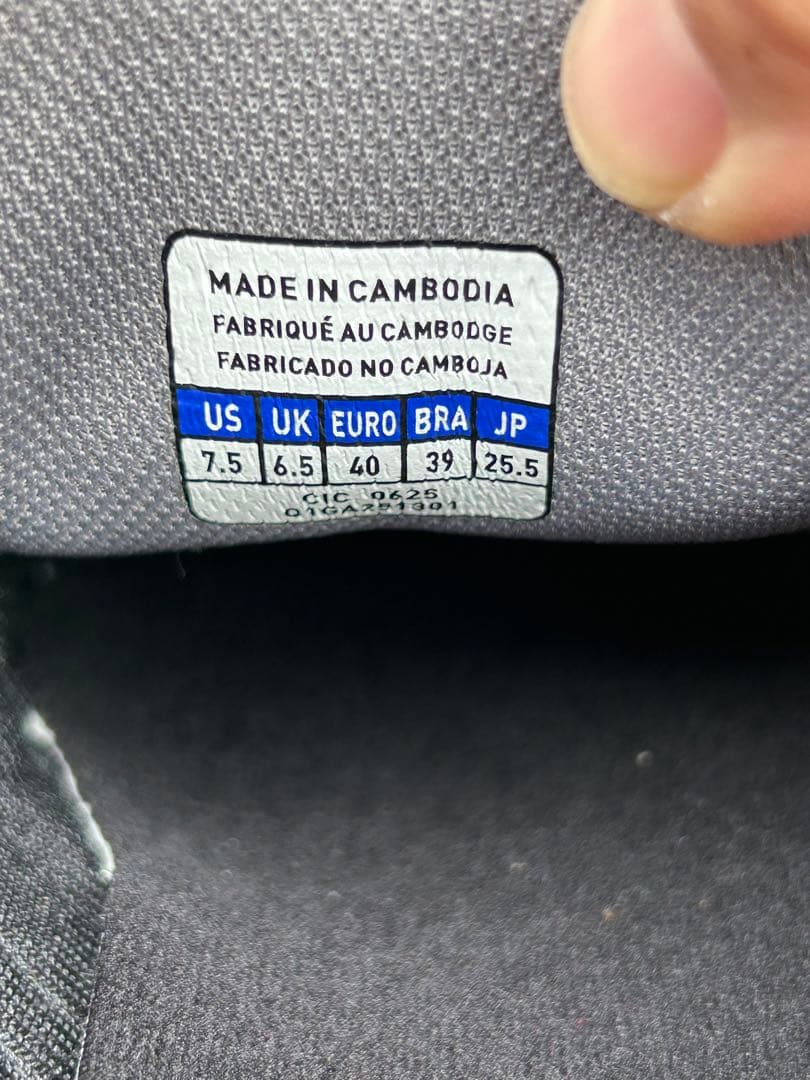 MADE IN CAMBODIA
FABRIQUÉ AU CAMBODGE
FABRICADO NO CAMBOJA
US UK EURO BRA JP
7.5 6.5 40 39 25.5
CIC 0625
01GA251301